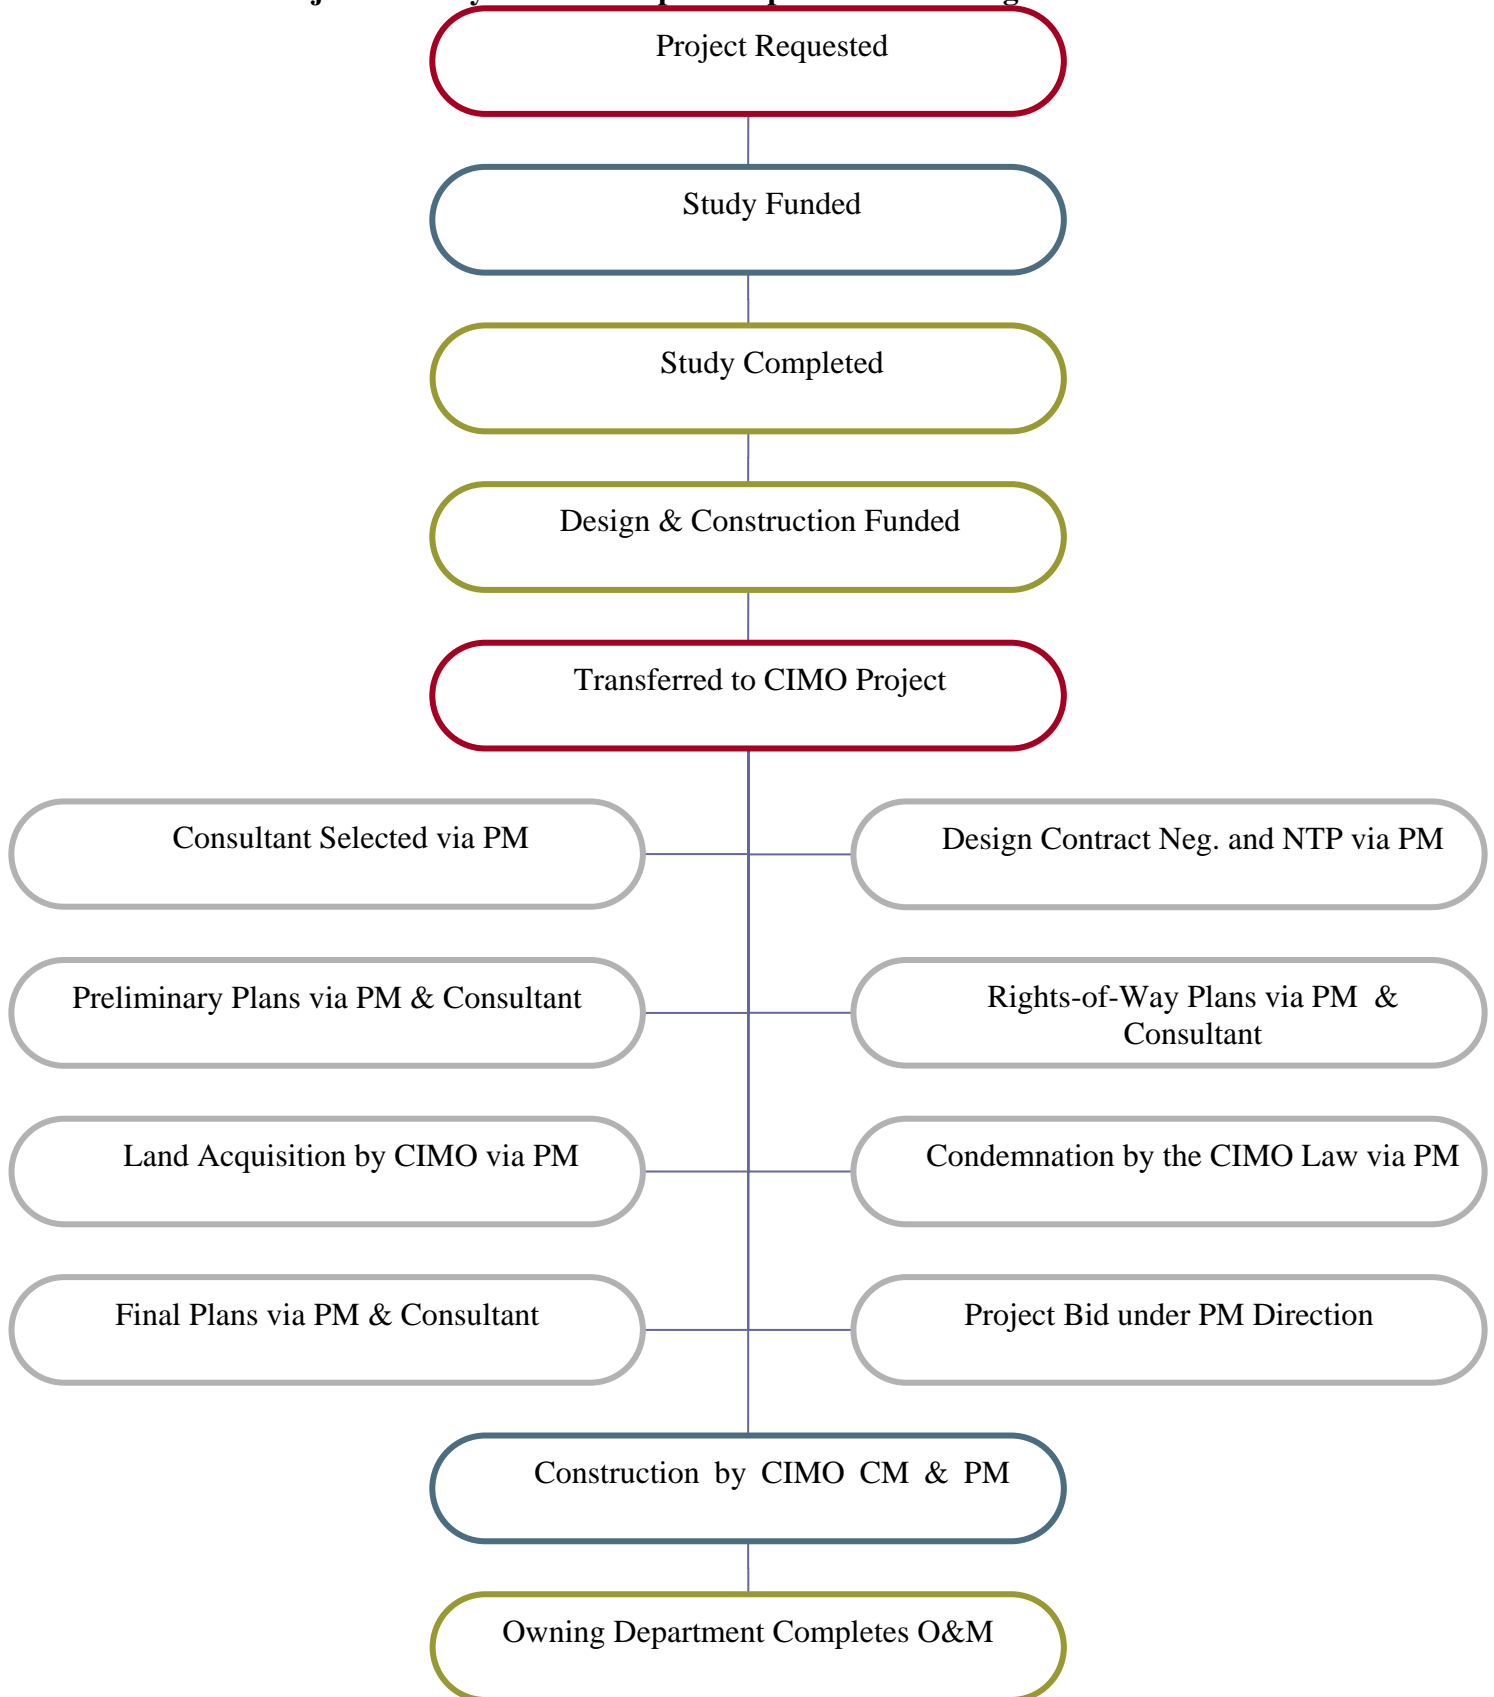 Project Requested
Study Funded
Study Completed
Design & Construction Funded
Transferred to CIMO Project
Consultant Selected via PM
Design Contract Neg. and NTP via PM
Preliminary Plans via PM & Consultant
Rights-of-Way Plans via PM &
Consultant
Land Acquisition by CIMO via PM
Condemnation by the CIMO Law via PM
Final Plans via PM & Consultant
Project Bid under PM Direction
Construction by CIMO CM & PM
Owning Department Completes O&M